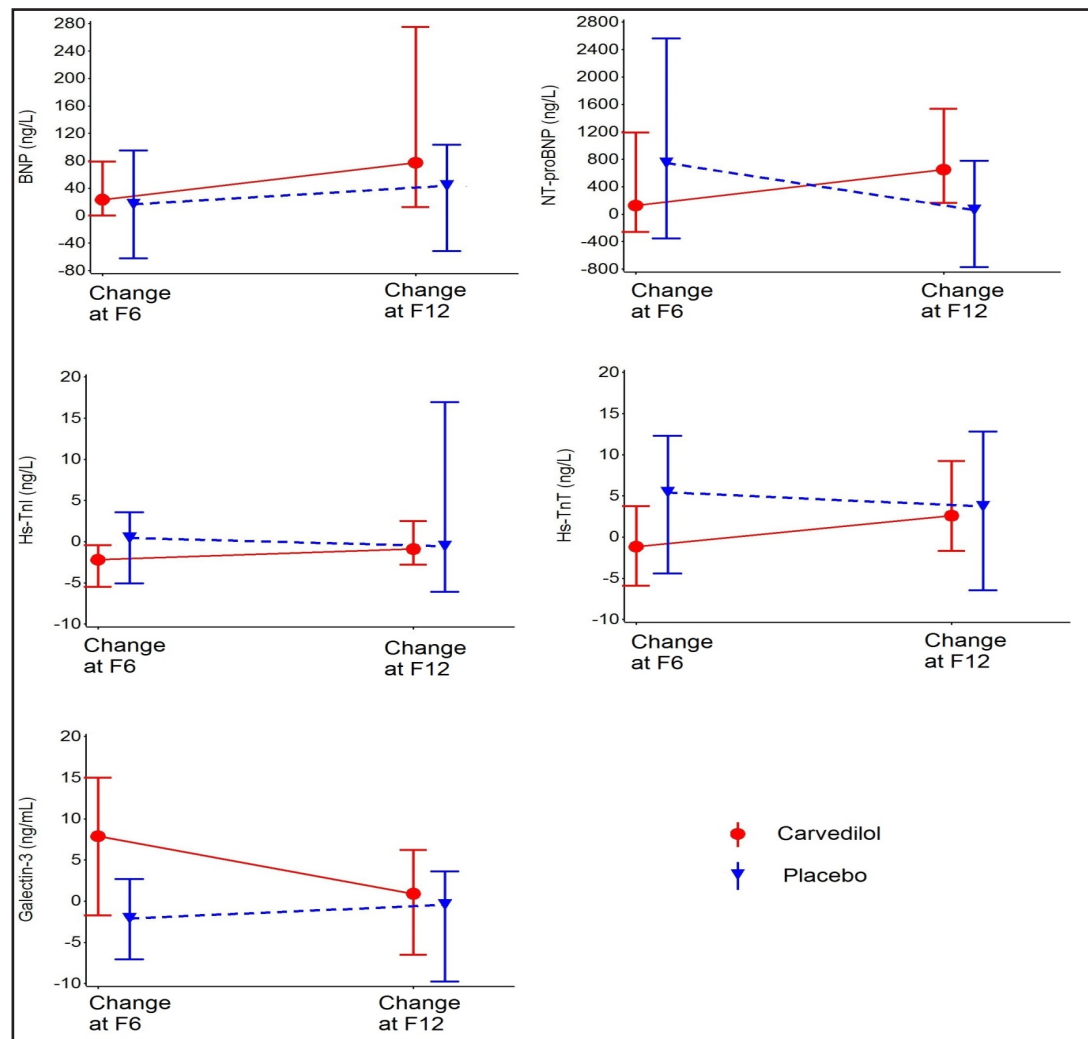 BNP (ng/L)
280
240
200
160
120
80
40
0
-40
-80
Change
at F6
Change
at F12
NT-proBNP (ng/L)
2800
2400
2000
1600
1200
800
400
0
-400
-800
Change
at F6
Change
at F12
Hs-TnI (ng/L)
20
15
10
5
0
-5
-10
Change
at F6
Change
at F12
Hs-TnT (ng/L)
20
15
10
5
0
-5
-10
Change
at F6
Change
at F12
Galectin-3 (ng/mL)
20
15
10
5
0
-5
-10
Change
at F6
Change
at F12
Carvedilol
Placebo